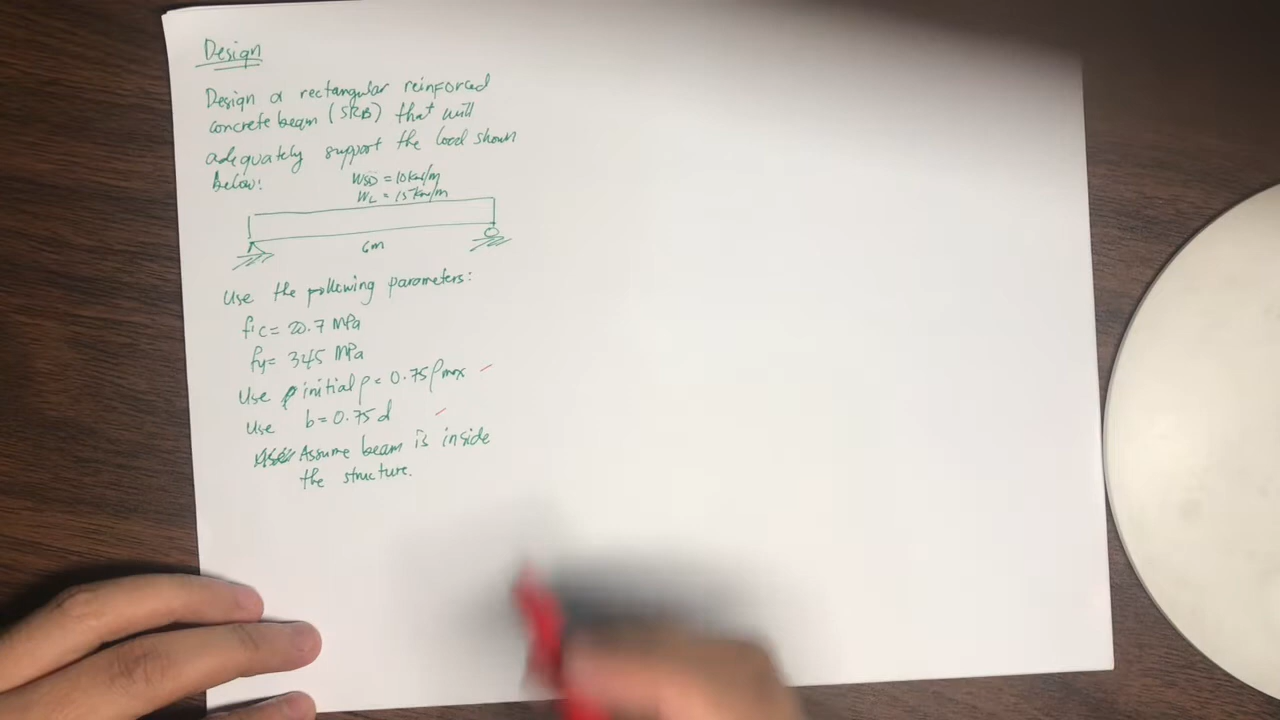 Design
Design a rectangular reinforced
concrete beam (SRB) that will
adequately support the load shown
below:
WSD = 10kN/m
WL = 15kN/m
6m
Use the following parameters:
f'c = 20.7 MPa
fy = 345 MPa
Use ρ initial ρ = 0.75ρmax
Use b = 0.75d
Assume beam is inside
the structure.